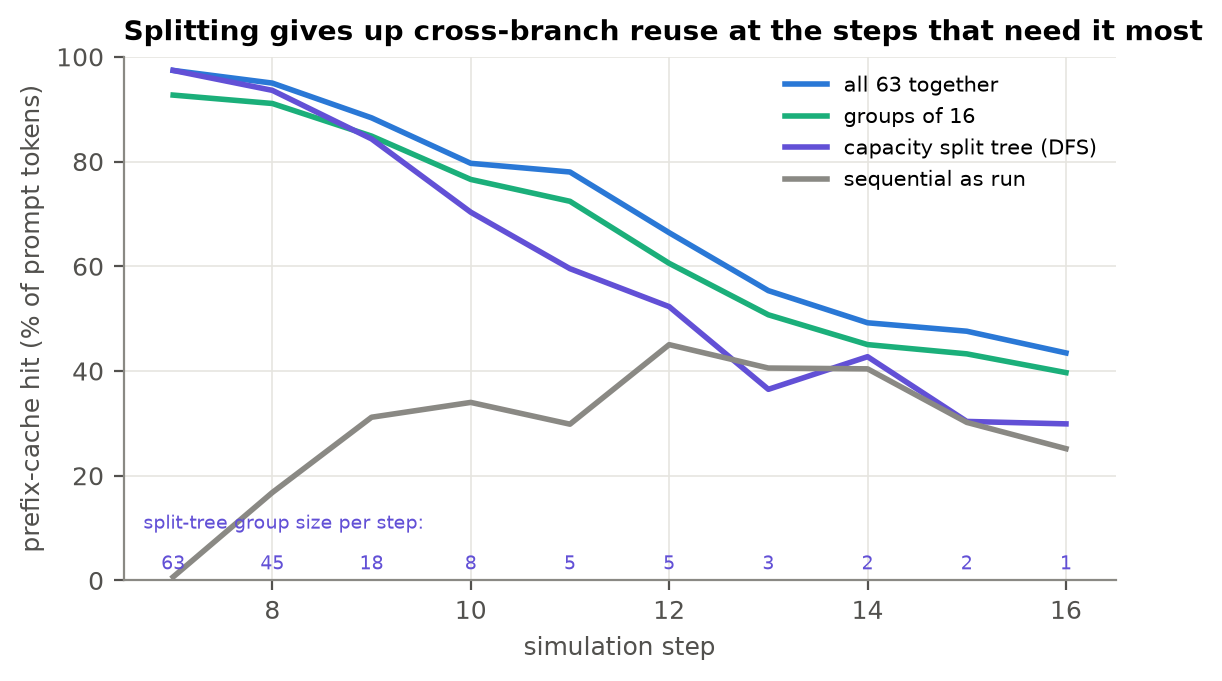 Splitting gives up cross-branch reuse at the steps that need it most
prefix-cache hit (% of prompt tokens)
100
80
60
40
20
0
all 63 together
groups of 16
capacity split tree (DFS)
sequential as run
split-tree group size per step:
63 45 18 8 5 5 3 2 2 1
8 10 12 14 16
simulation step